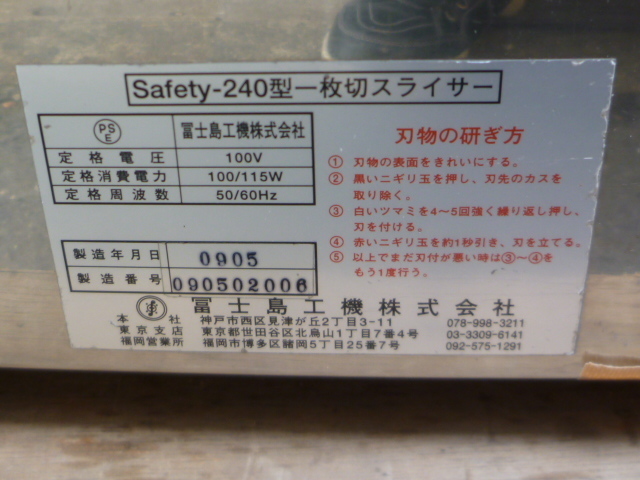 Safety-240型一枚切スライサー
PS
E
冨士島工機株式会社
定格電圧 100V
定格消費電力 100/115W
定格周波数 50/60Hz
製造年月日 0905
製造番号 090502006
刃物の研ぎ方
① 刃物の表面をきれいにする。
② 黒いニギリ玉を押し、刃先のカスを
取り除く。
③ 白いツマミを4〜5回強く繰り返し押し、
刃を付ける。
④ 赤いニギリ玉を約1秒引き、刃を立てる。
⑤ 以上でまだ刃付が悪い時は③〜④を
もう1度行う。
冨士島工機株式会社
本社 神戸市西区見津が丘2丁目3-11 078-998-3211
東京支店 東京都世田谷区北烏山1丁目7番4号 03-3309-6141
福岡営業所 福岡市博多区諸岡5丁目25番7号 092-575-1291